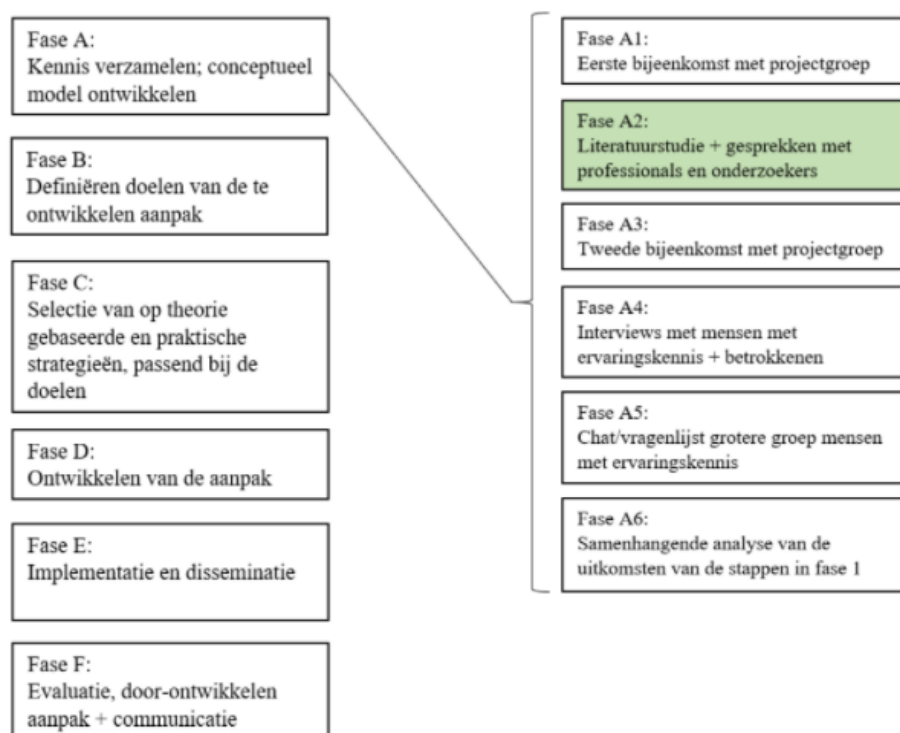 Fase A:
Kennis verzamelen; conceptueel
model ontwikkelen
Fase B:
Definiëren doelen van de te
ontwikkelen aanpak
Fase C:
Selectie van op theorie
gebaseerde en praktische
strategieën, passend bij de
doelen
Fase D:
Ontwikkelen van de aanpak
Fase E:
Implementatie en disseminatie
Fase F:
Evaluatie, door-ontwikkelen
aanpak + communicatie
Fase A1:
Eerste bijeenkomst met projectgroep
Fase A2:
Literatuurstudie + gesprekken met
professionals en onderzoekers
Fase A3:
Tweede bijeenkomst met projectgroep
Fase A4:
Interviews met mensen met
ervaringskennis + betrokkenen
Fase A5:
Chat/vragenlijst grotere groep mensen
met ervaringskennis
Fase A6:
Samenhangende analyse van de
uitkomsten van de stappen in fase 1